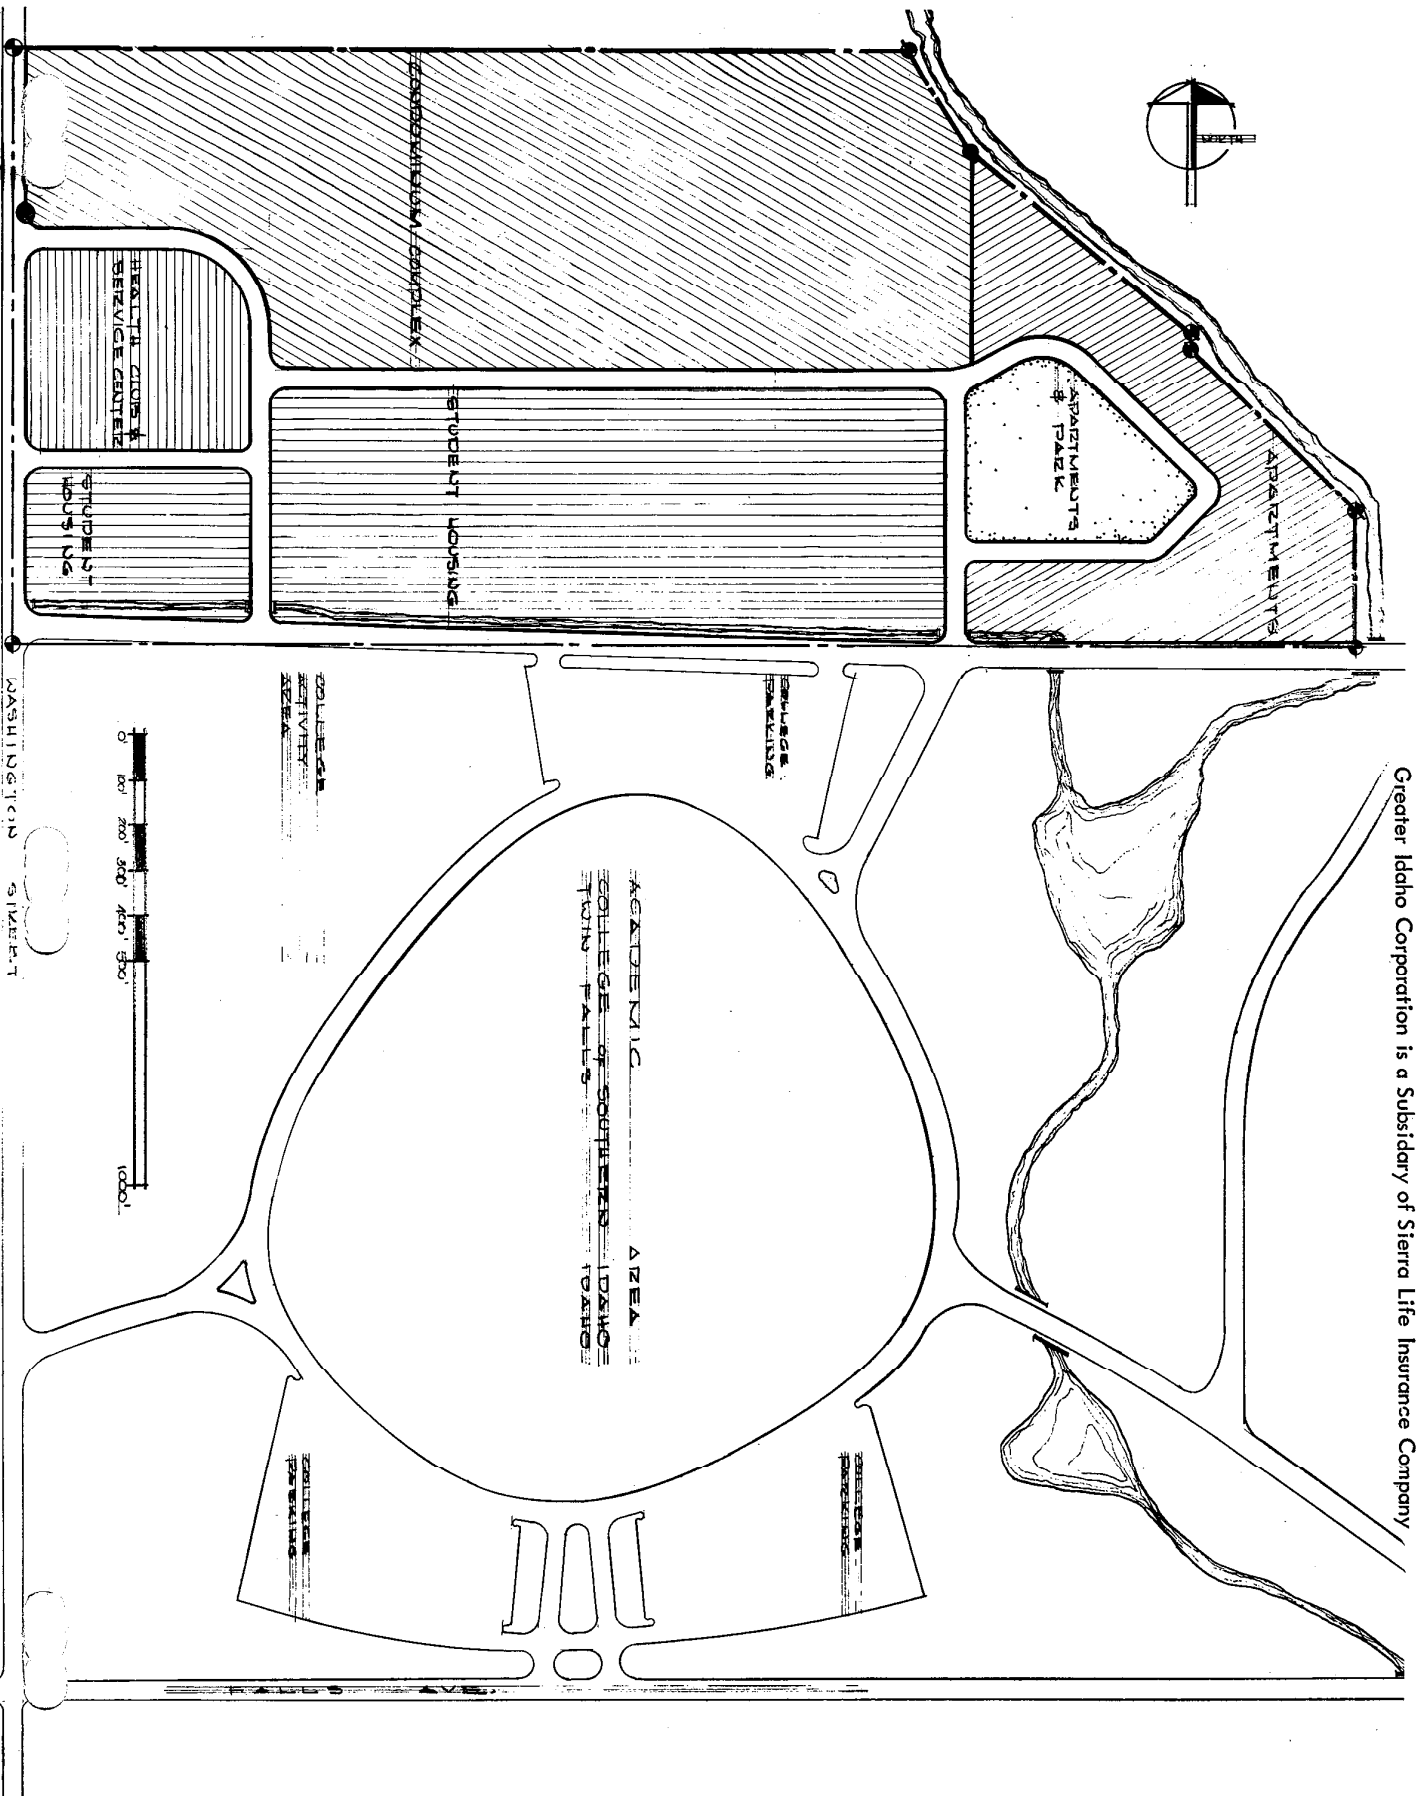 NORTH
CONDOMINIUM COMPLEX
HEALTH CLUB &
SERVICE CENTER
STUDENT
HOUSING
STUDENT HOUSING
APARTMENTS
& PARK
APARTMENTS
COLLEGE
ACTIVITY
AREA
COLLEGE
PARKING
WASHINGTON STREET
0' 100' 200' 300' 400' 500' 1000'
ACADEMIC AREA
COLLEGE OF SOUTHERN IDAHO
TWIN FALLS IDAHO
COLLEGE
PARKING
COLLEGE
PARKING
FALLS AVE.
Greater Idaho Corporation is a Subsidary of Sierra Life Insurance Company